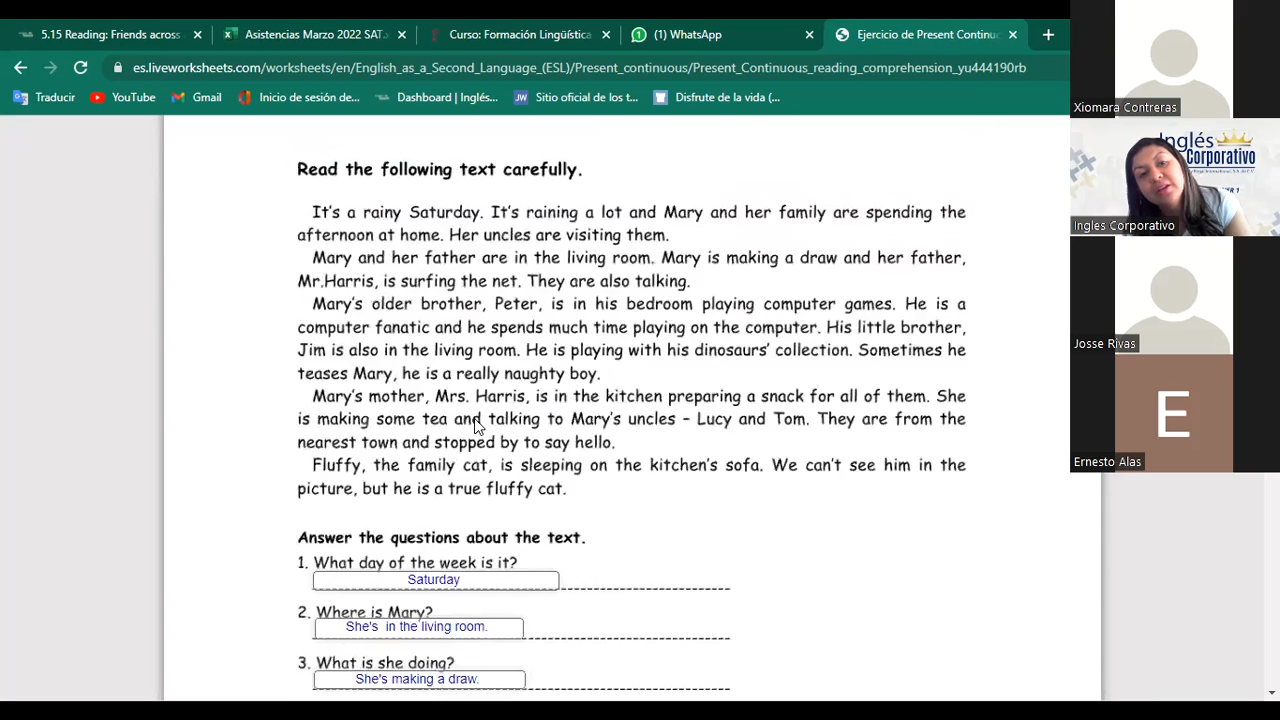 5.15 Reading: Friends across
Asistencias Marzo 2022 SAT.
Curso: Formación Lingüística
(1) WhatsApp
Ejercicio de Present Continuo
es.liveworksheets.com/worksheets/en/English_as_a_Second_Language_(ESL)/Present_continuous/Present_Continuous_reading_comprehension_yu444190rb
Traducir
YouTube
Gmail
Inicio de sesión de...
Dashboard | Inglés...
Sitio oficial de los t...
Disfrute de la vida (...
Read the following text carefully.
It's a rainy Saturday. It's raining a lot and Mary and her family are spending the
afternoon at home. Her uncles are visiting them.
Mary and her father are in the living room. Mary is making a draw and her father,
Mr.Harris, is surfing the net. They are also talking.
Mary's older brother, Peter, is in his bedroom playing computer games. He is a
computer fanatic and he spends much time playing on the computer. His little brother,
Jim is also in the living room. He is playing with his dinosaurs' collection. Sometimes he
teases Mary, he is a really naughty boy.
Mary's mother, Mrs. Harris, is in the kitchen preparing a snack for all of them. She
is making some tea and talking to Mary's uncles – Lucy and Tom. They are from the
nearest town and stopped by to say hello.
Fluffy, the family cat, is sleeping on the kitchen's sofa. We can't see him in the
picture, but he is a true fluffy cat.
Answer the questions about the text.
1. What day of the week is it?
Saturday
2. Where is Mary?
She's in the living room.
3. What is she doing?
She's making a draw.
Xiomara Contreras
Inglés
Corporativo
Ingles Corporativo
Josse Rivas
E
Ernesto Alas